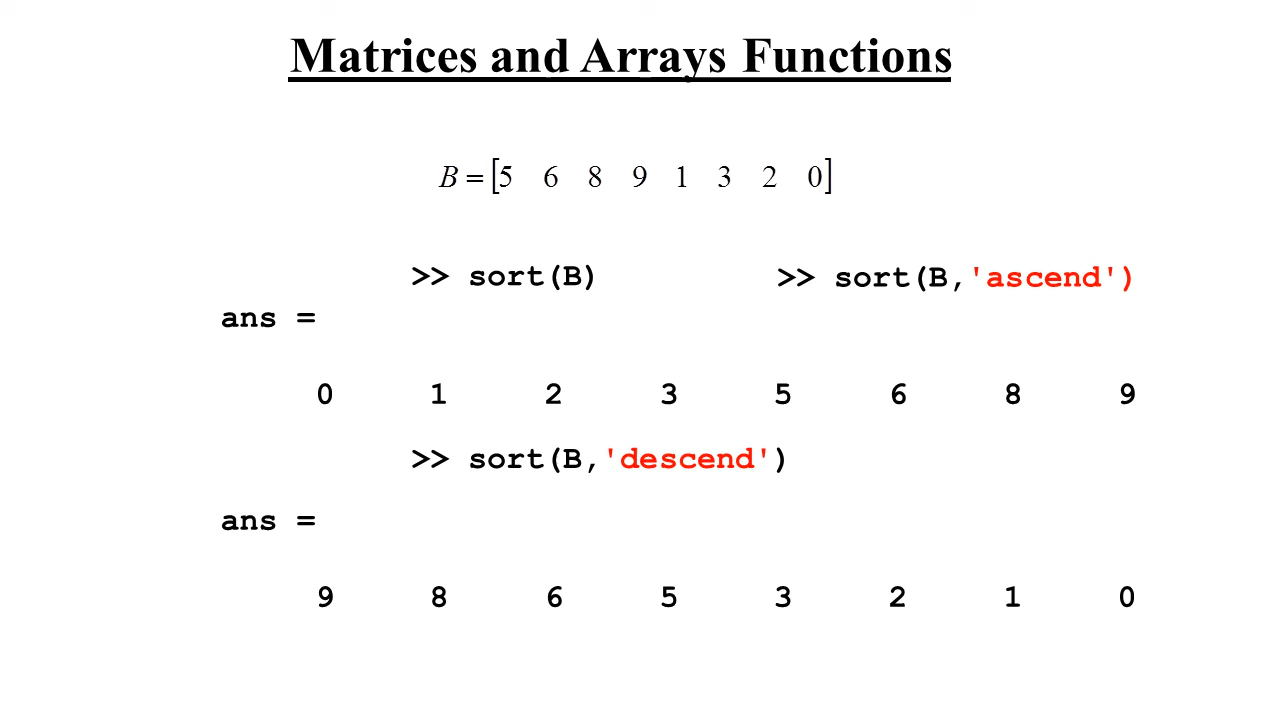 Matrices and Arrays Functions
B = [5 6 8 9 1 3 2 0]
>> sort(B) >> sort(B,'ascend')
ans =
0 1 2 3 5 6 8 9
>> sort(B,'descend')
ans =
9 8 6 5 3 2 1 0